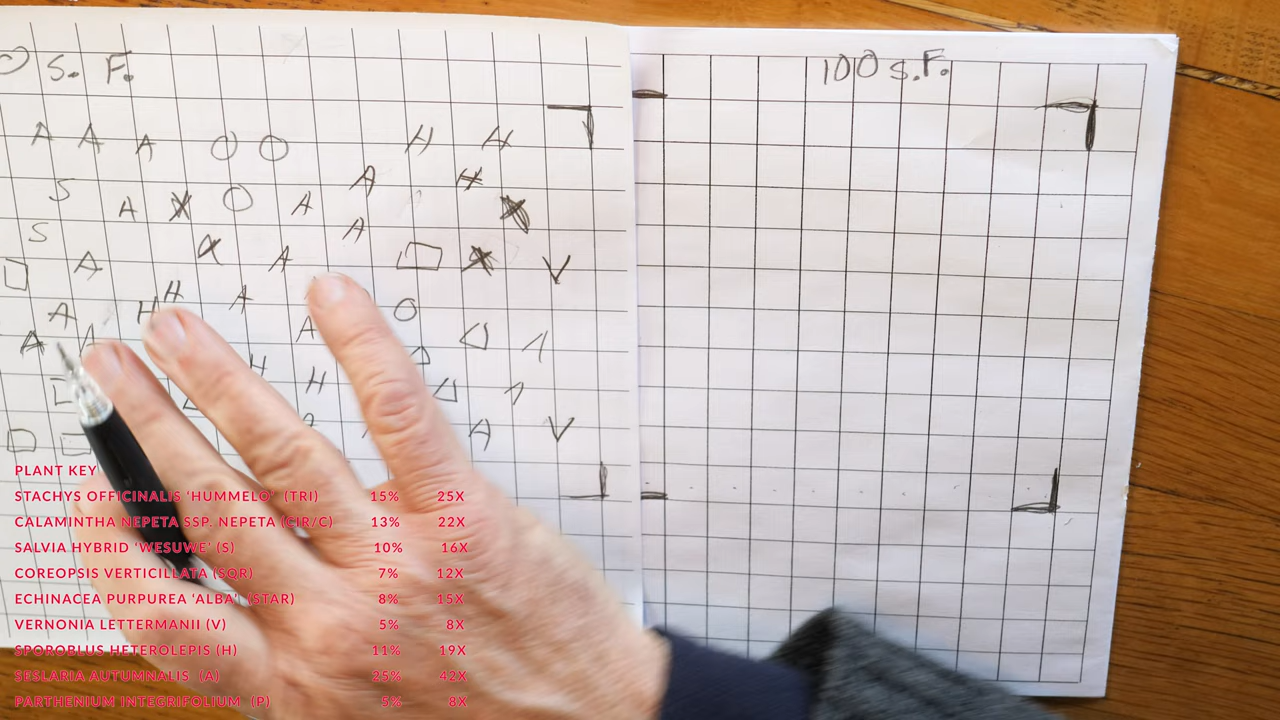 S. F.
100 S.F.
A A A O O H H
S A A H
A O A
S A
A A V
H
A H A O
A A A
H H
A V
PLANT KEY
STACHYS OFFICINALIS 'HUMMELO' (TRI) 15% 25X
CALAMINTHA NEPETA SSP. NEPETA (CIR/C) 13% 22X
SALVIA HYBRID 'WESUWE' (S) 10% 16X
COREOPSIS VERTICILLATA (SQR) 7% 12X
ECHINACEA PURPUREA 'ALBA' (STAR) 8% 15X
VERNONIA LETTERMANII (V) 5% 8X
SPOROBLUS HETEROLEPIS (H) 11% 19X
SESLARIA AUTUMNALIS (A) 25% 42X
PARTHENIUM INTEGRIFOLIUM (P) 5% 8X